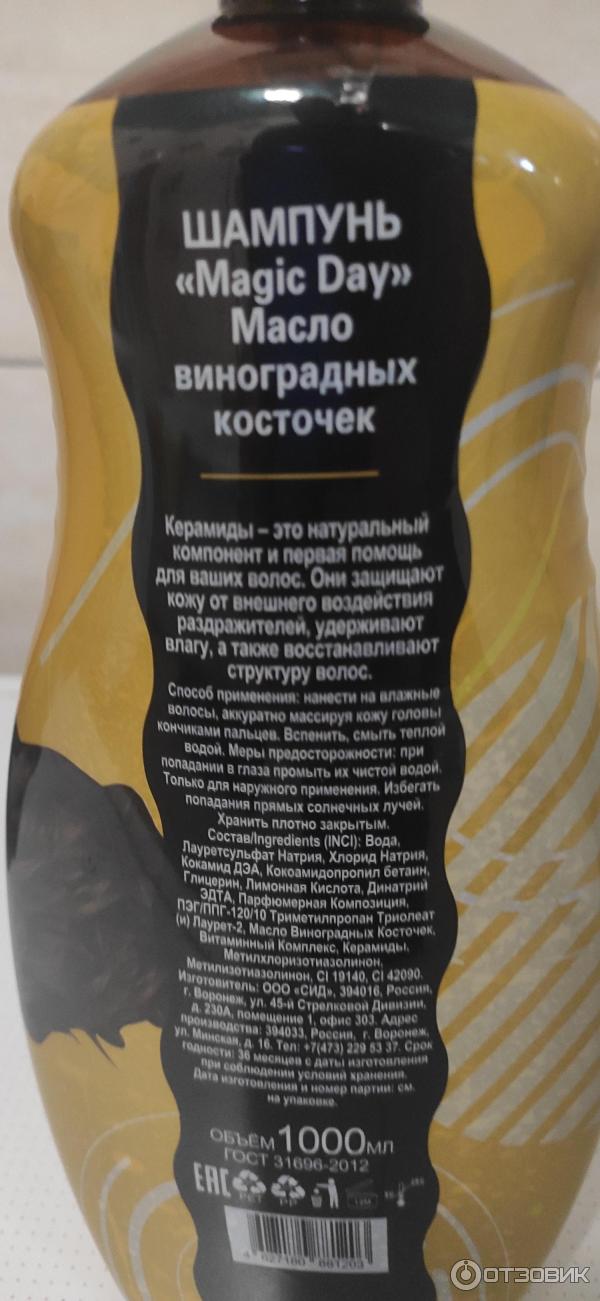 ШАМПУНЬ
«Magic Day»
Масло
виноградных
косточек
Керамиды – это натуральный
компонент и первая помощь
для ваших волос. Они защищают
кожу от внешнего воздействия
раздражителей, удерживают
влагу, а также восстанавливают
структуру волос.
Способ применения: нанести на влажные
волосы, аккуратно массируя кожу головы
кончиками пальцев. Вспенить, смыть теплой
водой. Меры предосторожности: при
попадании в глаза промыть их чистой водой.
Только для наружного применения. Избегать
попадания прямых солнечных лучей.
Хранить плотно закрытым.
Состав/Ingredients (INCI): Вода,
Лауретсульфат Натрия, Хлорид Натрия,
Кокамид ДЭА, Кокоамидопропил бетаин,
Глицерин, Лимонная Кислота, Динатрий
ЭДТА, Парфюмерная Композиция,
ПЭГ/ППГ-120/10 Триметилпропан Триолеат
(и) Лаурет-2, Масло Виноградных Косточек,
Витаминный Комплекс, Керамиды,
Метилхлоризотиазолинон,
Метилизотиазолинон, CI 19140, CI 42090.
Изготовитель: ООО «СИД», 394016, Россия,
г. Воронеж, ул. 45-й Стрелковой Дивизии,
д. 230А, помещение 1, офис 303. Адрес
производства: 394033, Россия, г. Воронеж,
ул. Минская, д. 16. Тел: +7(473) 229 53 37. Срок
годности: 36 месяцев с даты изготовления
при соблюдении условий хранения.
Дата изготовления и номер партии: см.
на упаковке.
ОБЪЁМ 1000МЛ
ГОСТ 31696-2012
EAC PET PP 12M
4 627180 861203
ОТЗОВИК